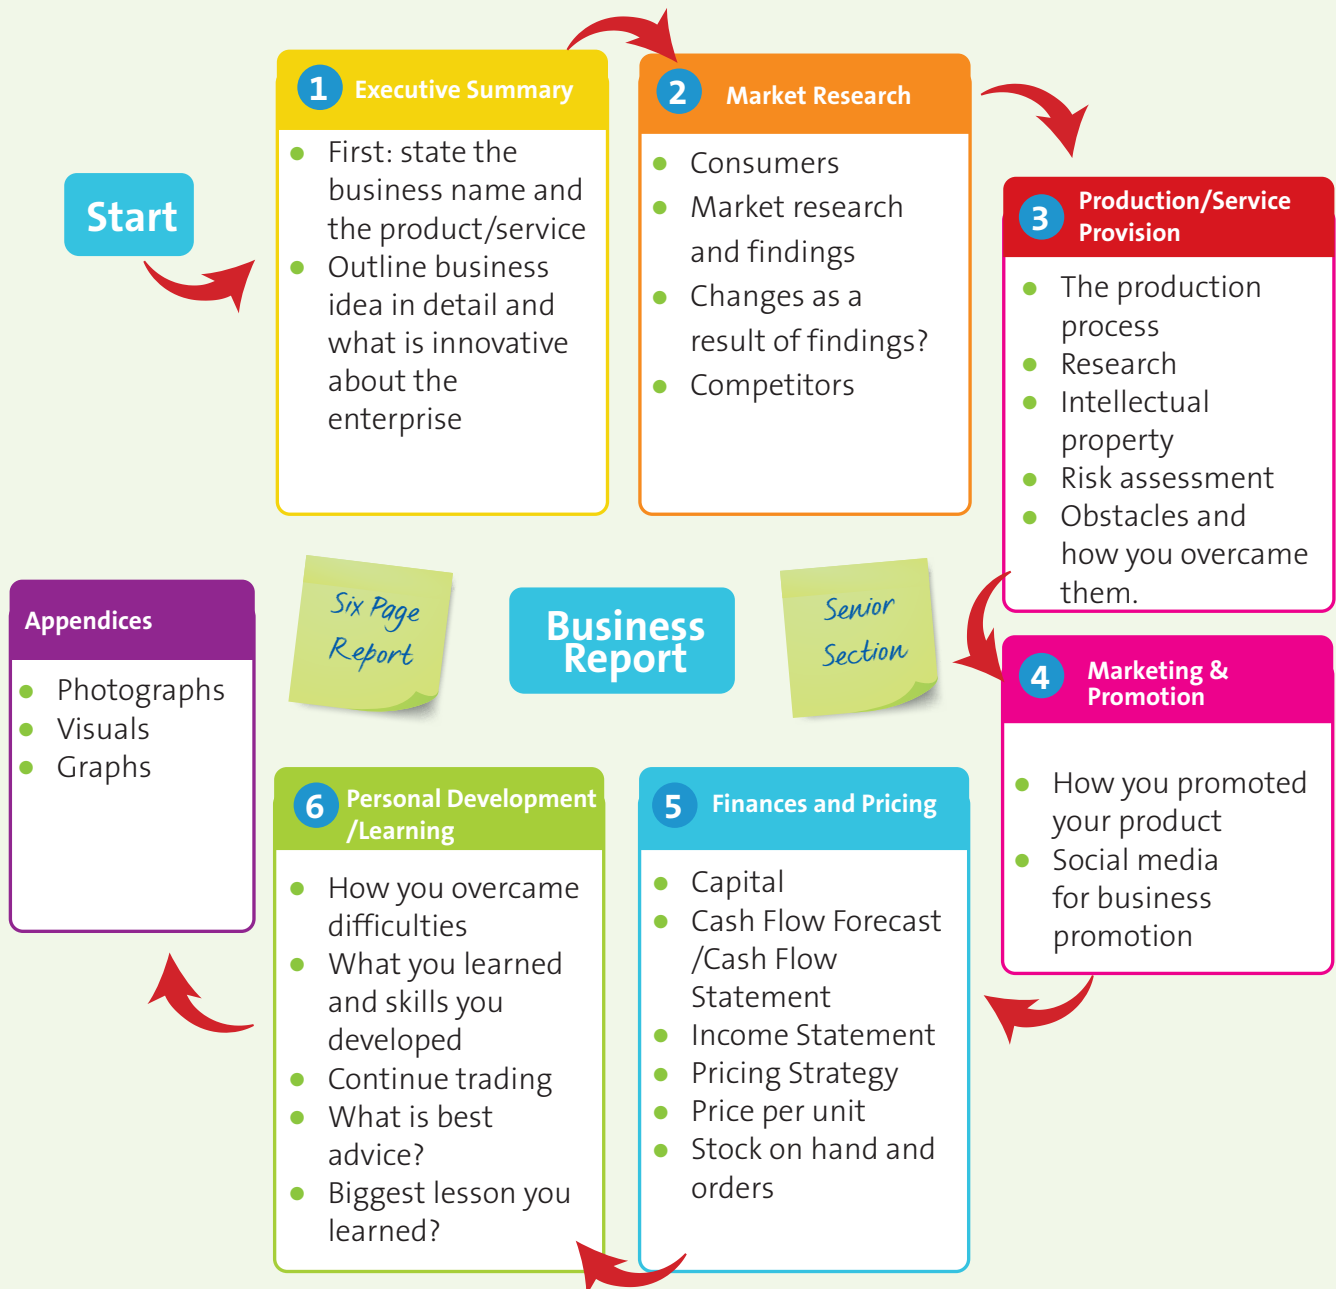 Start
1 Executive Summary
First: state the
business name and
the product/service
Outline business
idea in detail and
what is innovative
about the
enterprise
2 Market Research
Consumers
Market research
and findings
Changes as a
result of findings?
Competitors
3 Production/Service
Provision
The production
process
Research
Intellectual
property
Risk assessment
Obstacles and
how you overcame
them.
Six Page
Report
Business
Report
Senior
Section
4 Marketing &
Promotion
How you promoted
your product
Social media
for business
promotion
5 Finances and Pricing
Capital
Cash Flow Forecast
/Cash Flow
Statement
Income Statement
Pricing Strategy
Price per unit
Stock on hand and
orders
6 Personal Development
/Learning
How you overcame
difficulties
What you learned
and skills you
developed
Continue trading
What is best
advice?
Biggest lesson you
learned?
Appendices
Photographs
Visuals
Graphs